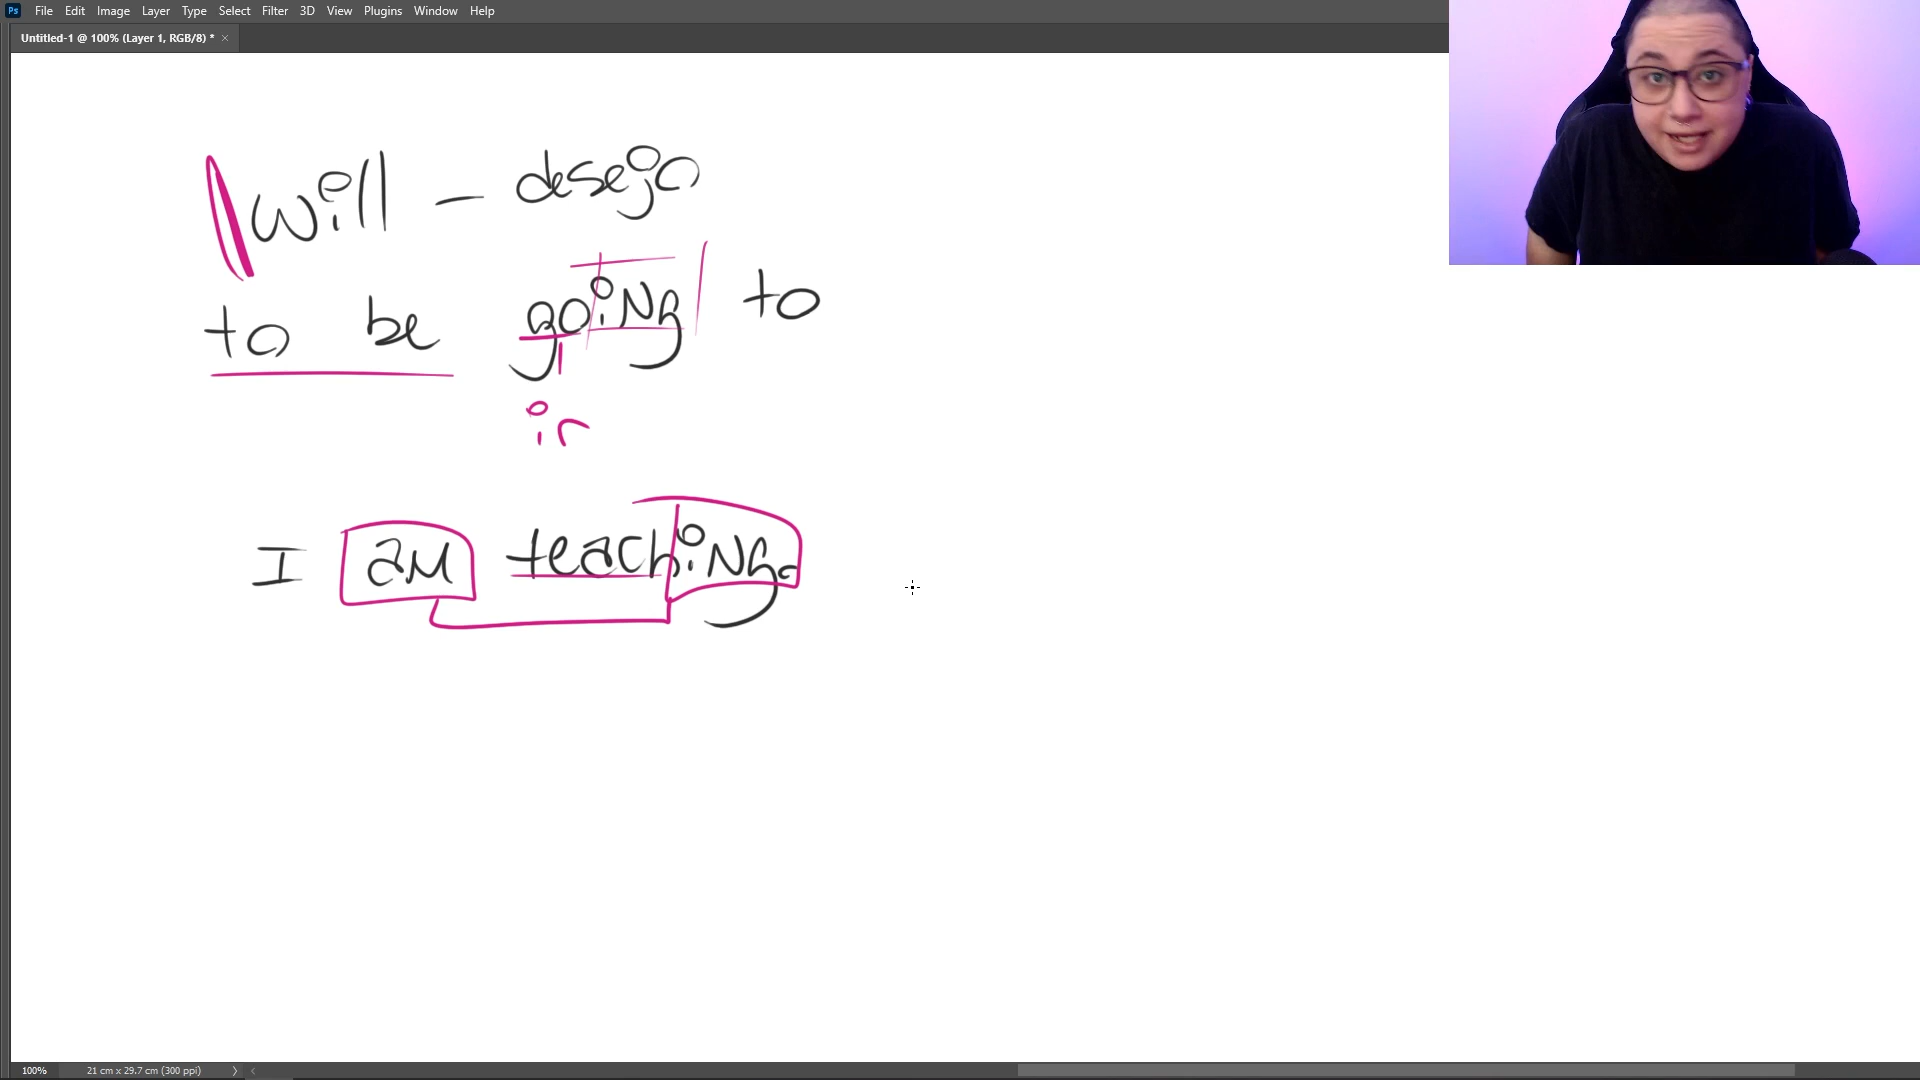 Ps File Edit Image Layer Type Select Filter 3D View Plugins Window Help
Untitled-1 @ 100% (Layer 1, RGB/8) * ×
will - desejo
to be going to
ir
I am teaching.
100% 21 cm x 29.7 cm (300 ppi)